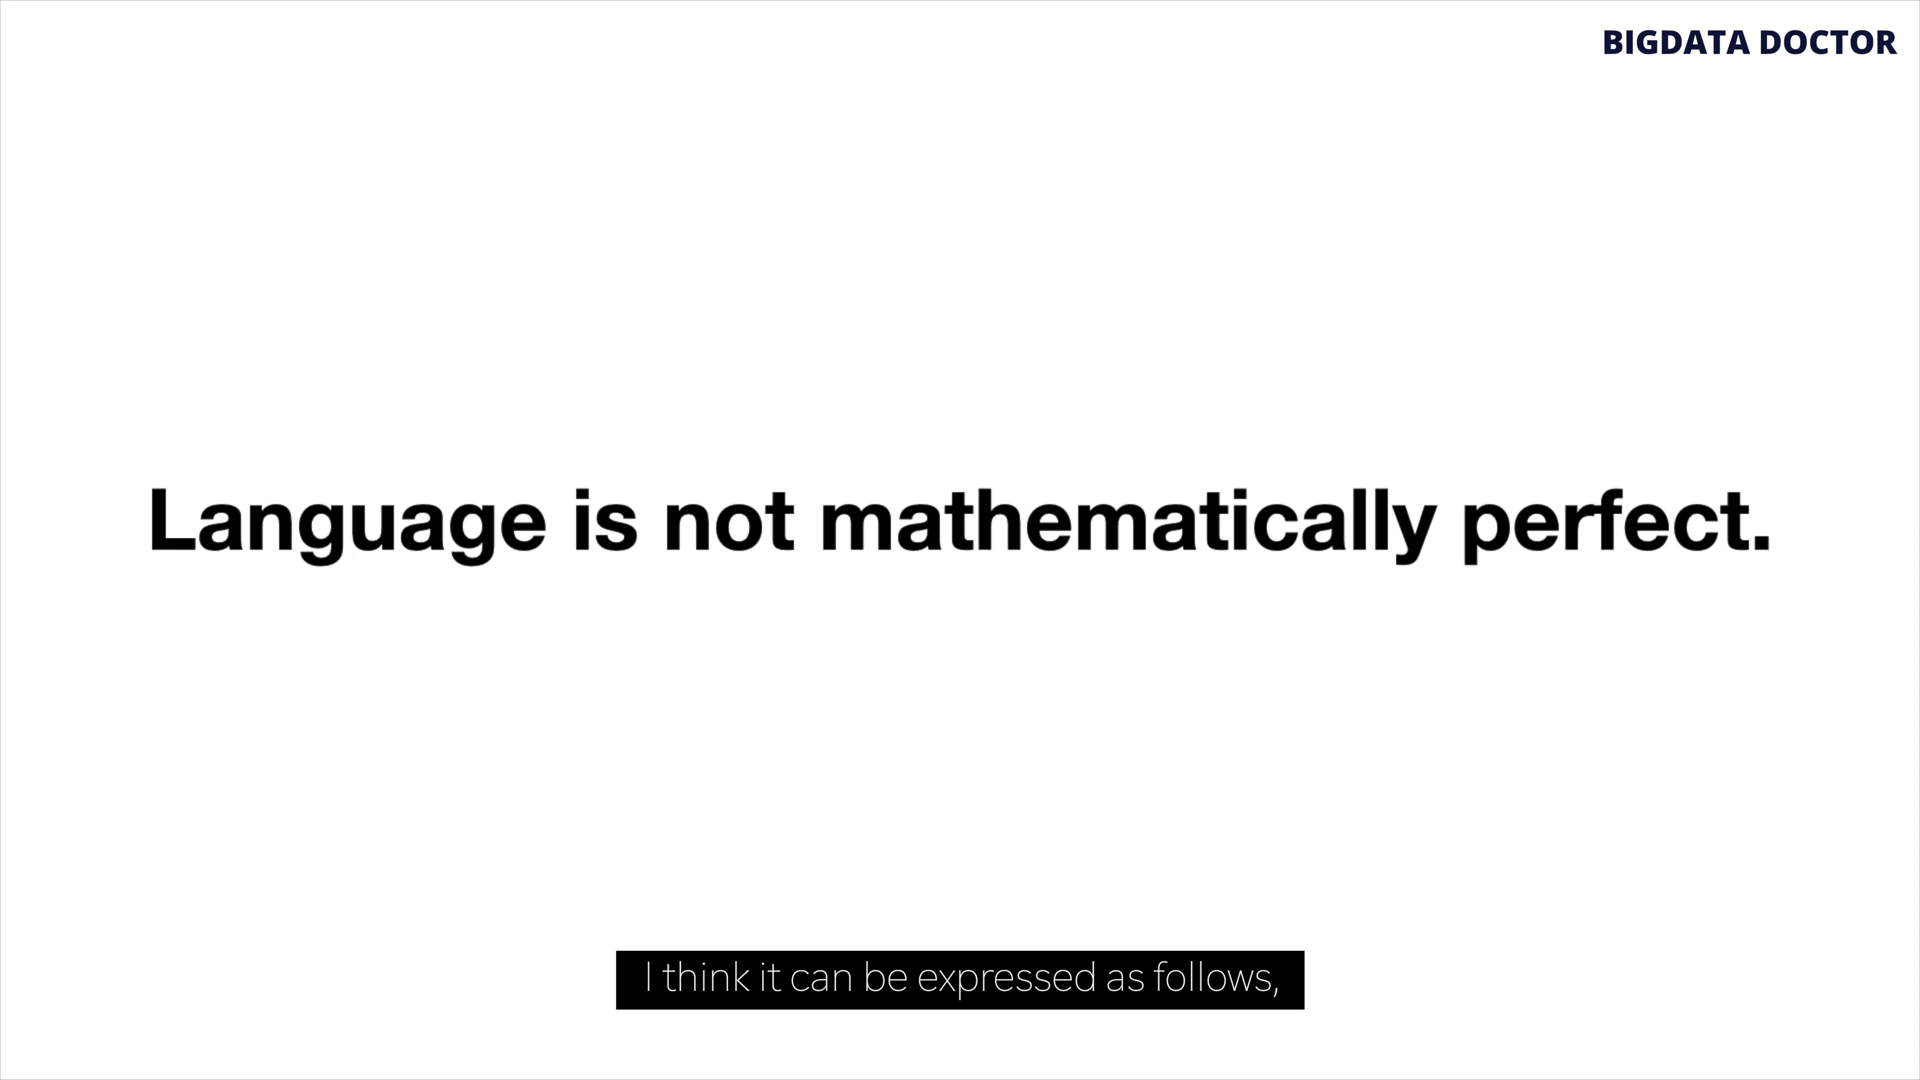 BIGDATA DOCTOR
Language is not mathematically perfect.
I think it can be expressed as follows,